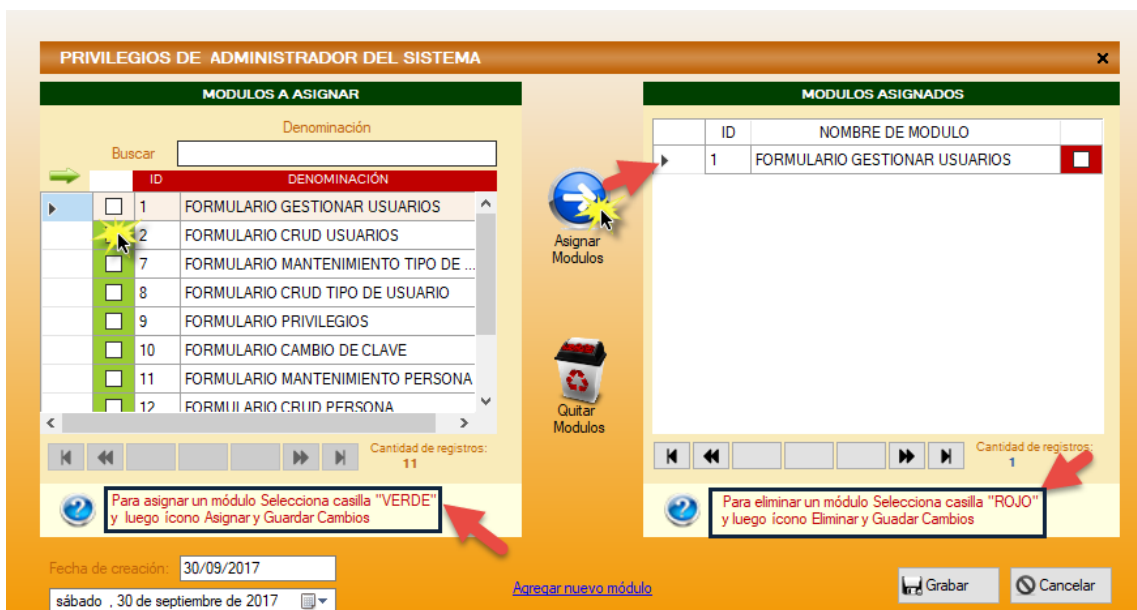 PRIVILEGIOS DE ADMINISTRADOR DEL SISTEMA
MODULOS A ASIGNAR
Denominación
Buscar
ID DENOMINACIÓN
1 FORMULARIO GESTIONAR USUARIOS
2 FORMULARIO CRUD USUARIOS
7 FORMULARIO MANTENIMIENTO TIPO DE ...
8 FORMULARIO CRUD TIPO DE USUARIO
9 FORMULARIO PRIVILEGIOS
10 FORMULARIO CAMBIO DE CLAVE
11 FORMULARIO MANTENIMIENTO PERSONA
12 FORMULARIO CRUD PERSONA
Cantidad de registros:
11
Para asignar un módulo Selecciona casilla "VERDE"
y luego ícono Asignar y Guardar Cambios
Asignar
Modulos
Quitar
Modulos
MODULOS ASIGNADOS
ID NOMBRE DE MODULO
1 FORMULARIO GESTIONAR USUARIOS
Cantidad de registros:
1
Para eliminar un módulo Selecciona casilla "ROJO"
y luego ícono Eliminar y Guadar Cambios
Fecha de creación: 30/09/2017
sábado , 30 de septiembre de 2017
Agregar nuevo módulo
Grabar
Cancelar